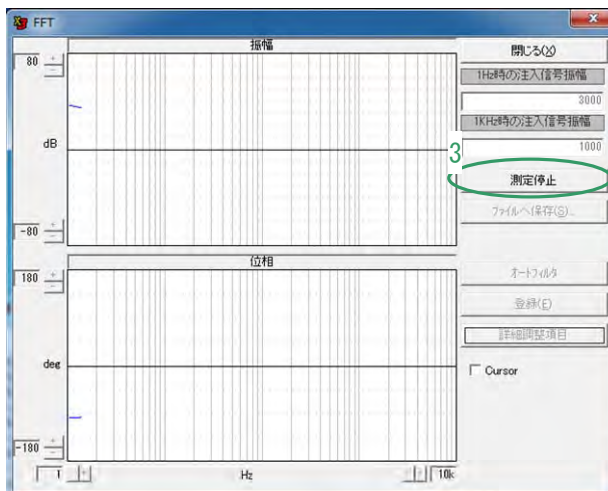 FFT
振幅
80
dB
-80
位相
180
deg
-180
1
Hz
10k
閉じる(X)
1Hz時の注入信号振幅
3000
1KHz時の注入信号振幅
1000
3
測定停止
ファイルへ保存(S)...
オートフィルタ
登録(E)
詳細調整項目
Cursor